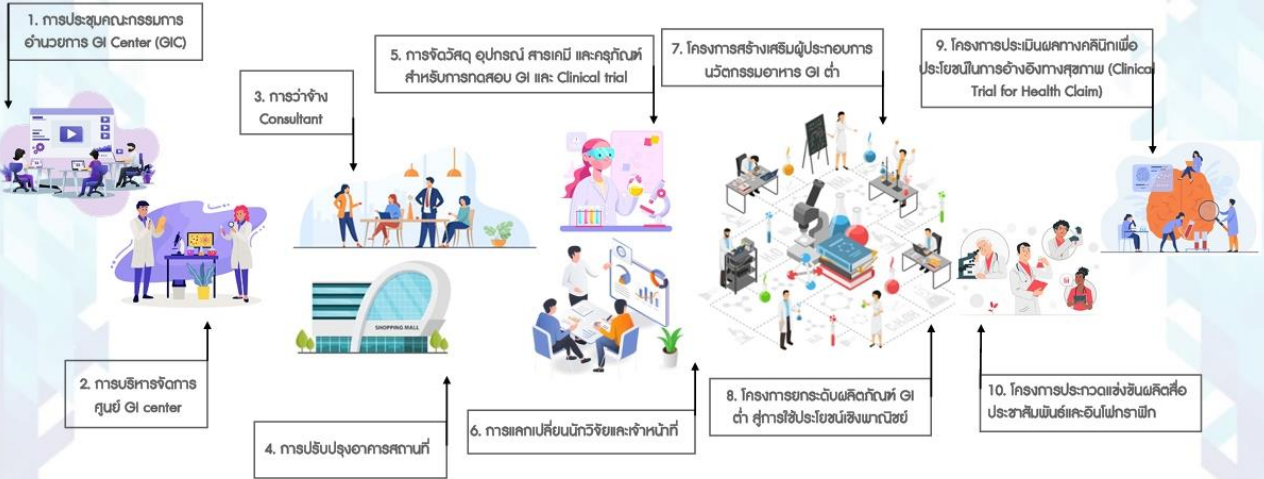 1. การประชุมคณะกรรมการ
อำนวยการ GI Center (GIC)
2. การบริหารจัดการ
ศูนย์ GI center
3. การว่าจ้าง
Consultant
SHOPPING MALL
4. การปรับปรุงอาคารสถานที่
5. การจัดวัสดุ อุปกรณ์ สารเคมี และครุภัณฑ์
สำหรับการทดสอบ GI และ Clinical trial
6. การแลกเปลี่ยนนักวิจัยและเจ้าหน้าที่
7. โครงการสร้างเสริมผู้ประกอบการ
นวัตกรรมอาหาร GI ต่ำ
8. โครงการยกระดับผลิตภัณฑ์ GI
ต่ำ สู่การใช้ประโยชน์เชิงพาณิชย์
9. โครงการประเมินผลทางคลินิกเพื่อ
ประโยชน์ในการอ้างอิงทางสุขภาพ (Clinical
Trial for Health Claim)
10. โครงการประกวดแข่งขันผลิตสื่อ
ประชาสัมพันธ์และอินโฟกราฟิก